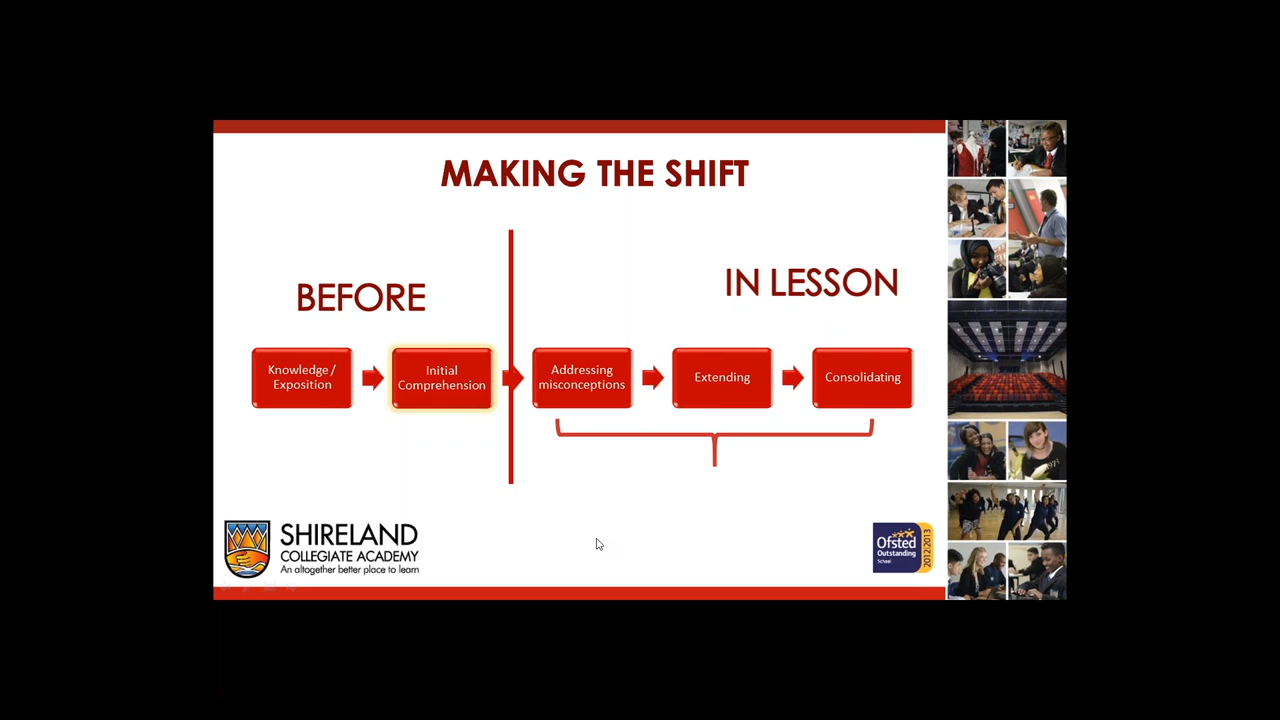 MAKING THE SHIFT
BEFORE
IN LESSON
Knowledge /
Exposition
Initial
Comprehension
Addressing
misconceptions
Extending
Consolidating
SHIRELAND
COLLEGIATE ACADEMY
An altogether better place to learn
Ofsted
Outstanding
School
2012|2013